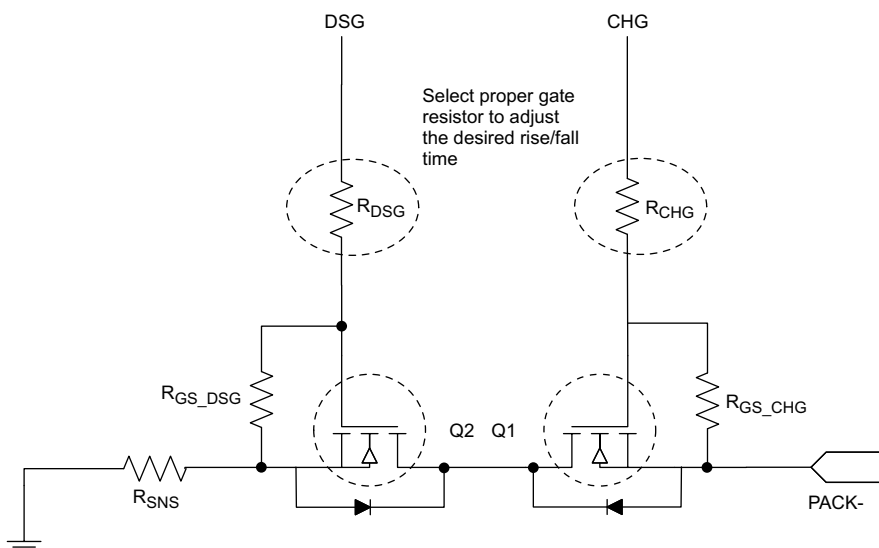 DSG
CHG
Select proper gate
resistor to adjust
the desired rise/fall
time
RDSG
RCHG
RGS_DSG
RGS_CHG
Q2 Q1
RSNS
PACK-